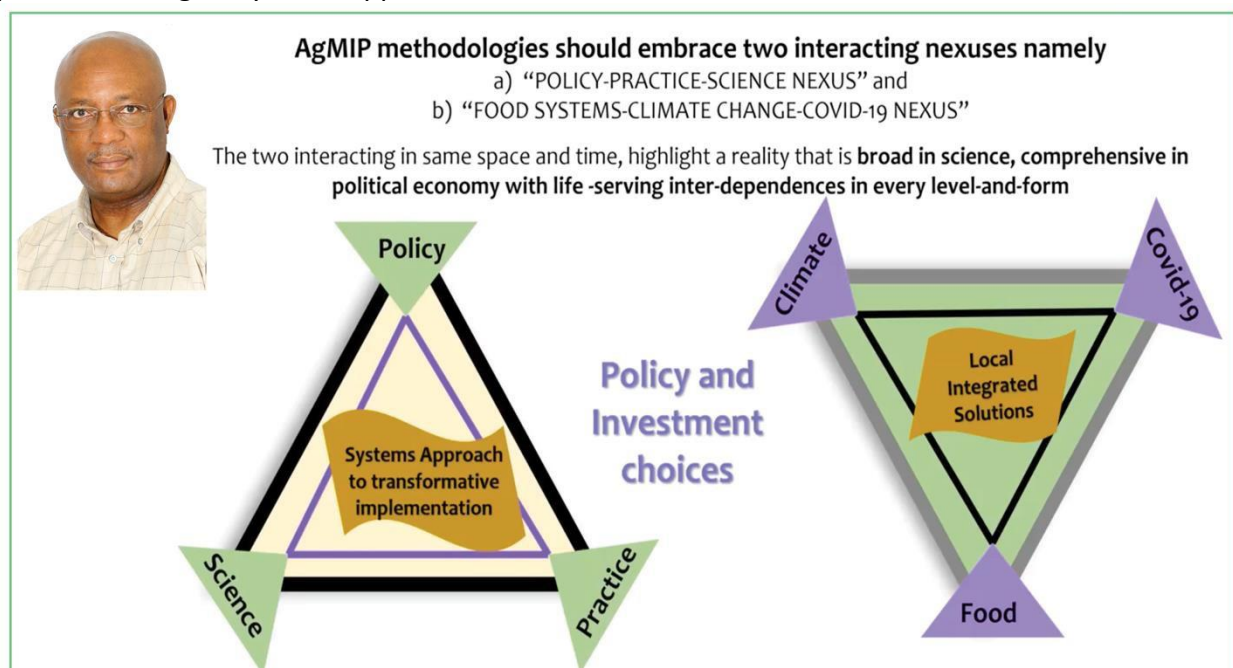 AgMIP methodologies should embrace two interacting nexuses namely
a) “POLICY-PRACTICE-SCIENCE NEXUS” and
b) “FOOD SYSTEMS-CLIMATE CHANGE-COVID-19 NEXUS”
The two interacting in same space and time, highlight a reality that is broad in science, comprehensive in
political economy with life -serving inter-dependences in every level-and-form
Policy
Science
Practice
Systems Approach
to transformative
implementation
Policy and
Investment
choices
Climate
Covid-19
Food
Local
Integrated
Solutions